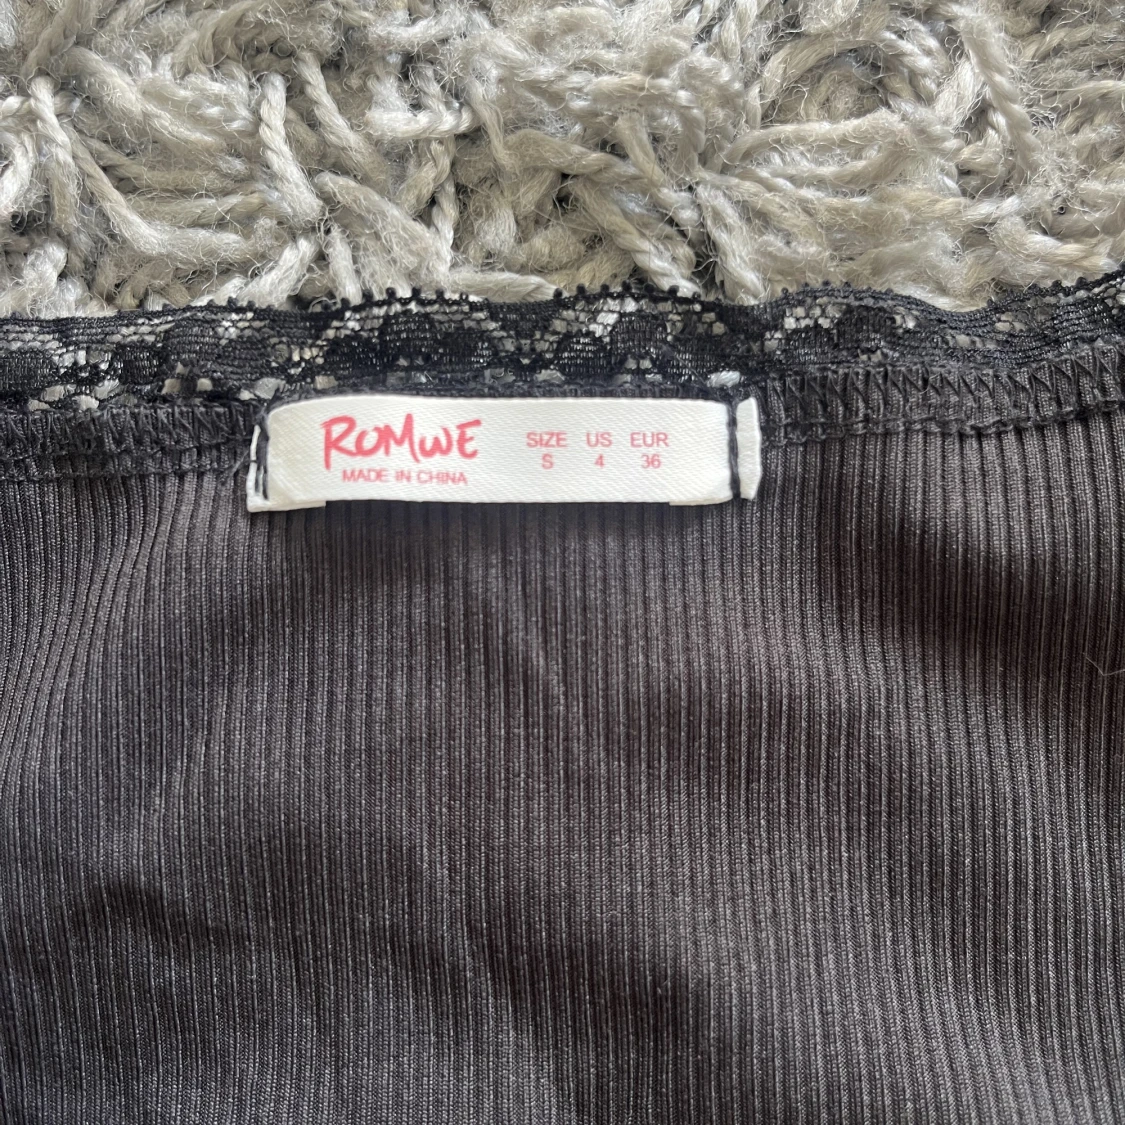 ROMWE
MADE IN CHINA
SIZE US EUR
S 4 36